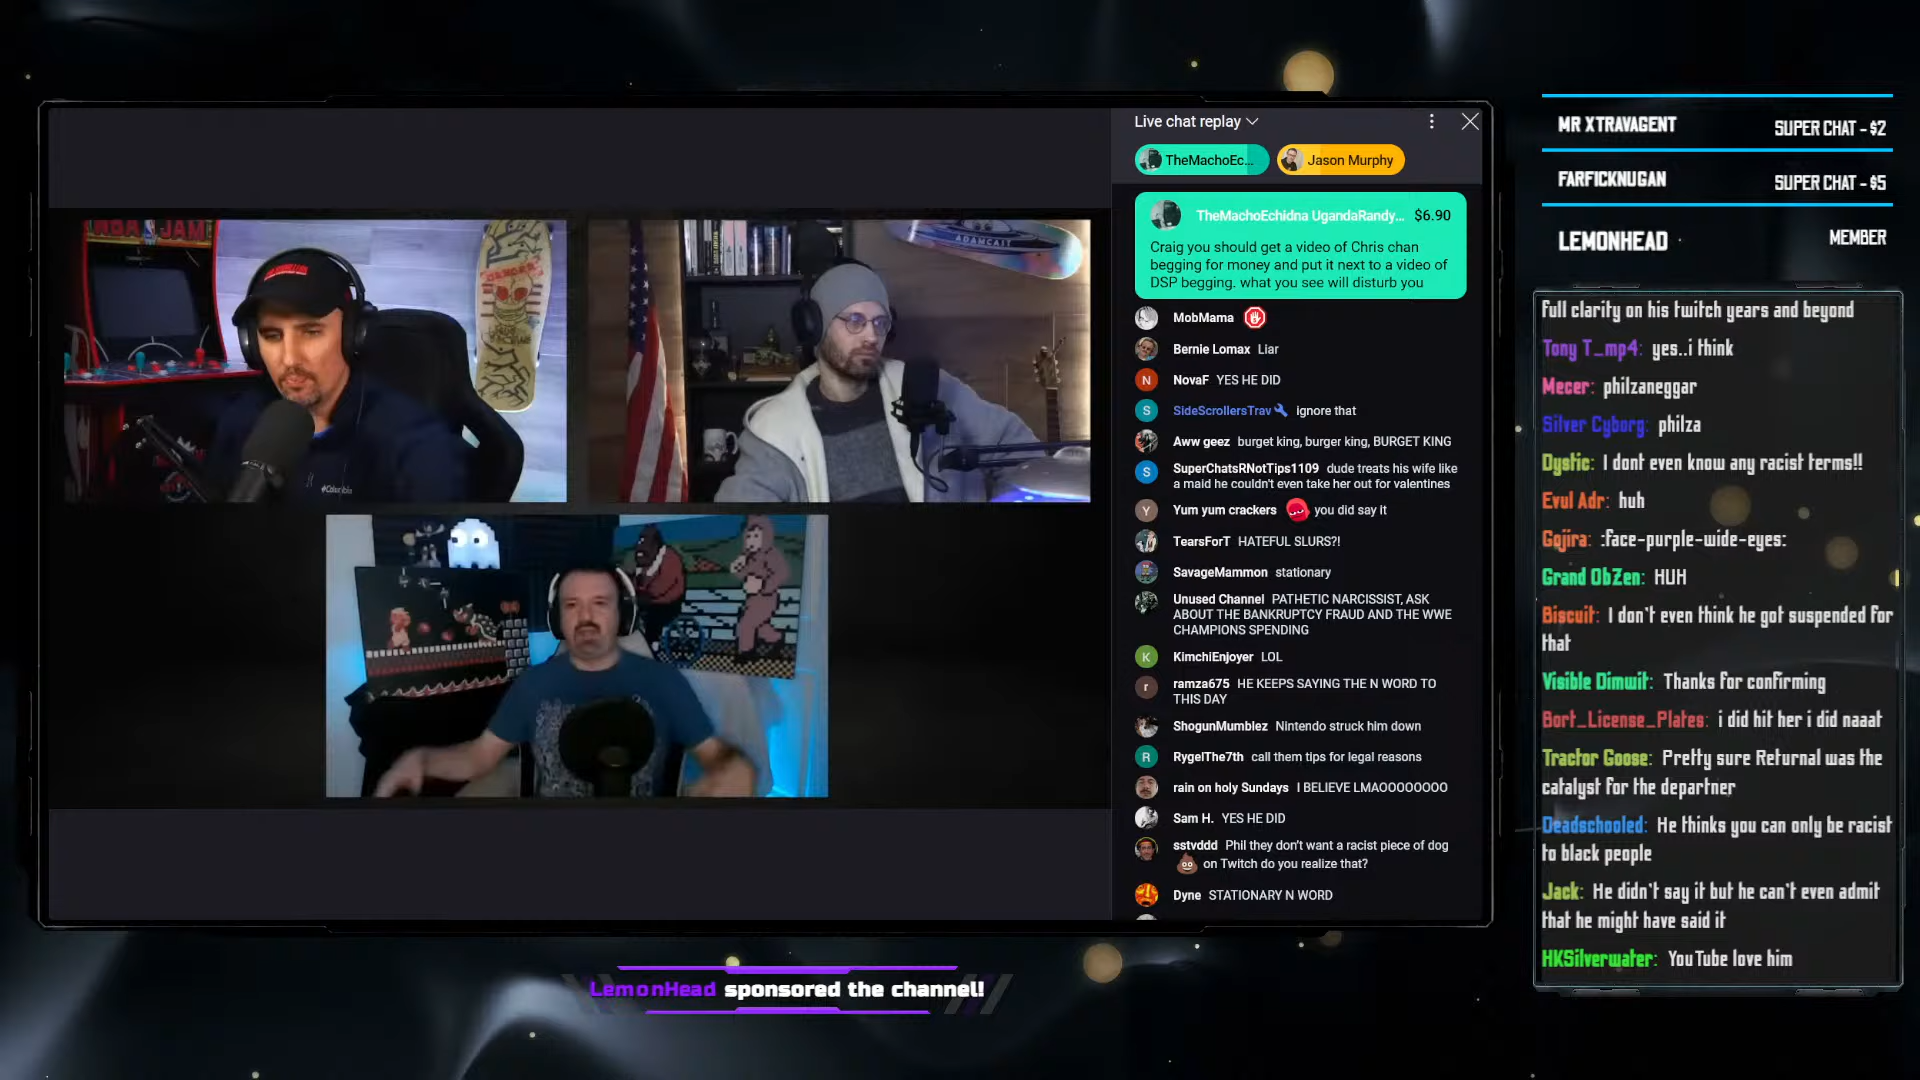 NBA JAM
ADAMCAIT
#Columbia
Live chat replay
TheMachoEc...
Jason Murphy
TheMachoEchidna UgandaRandy... $6.90
Craig you should get a video of Chris chan
begging for money and put it next to a video of
DSP begging. what you see will disturb you
MobMama
Bernie Lomax Liar
N NovaF YES HE DID
S SideScrollersTrav ignore that
Aww geez burget king, burger king, BURGET KING
S SuperChatsRNotTips1109 dude treats his wife like
a maid he couldn't even take her out for valentines
Y Yum yum crackers you did say it
TearsForT HATEFUL SLURS?!
SavageMammon stationary
Unused Channel PATHETIC NARCISSIST, ASK
ABOUT THE BANKRUPTCY FRAUD AND THE WWE
CHAMPIONS SPENDING
K KimchiEnjoyer LOL
r ramza675 HE KEEPS SAYING THE N WORD TO
THIS DAY
ShogunMumblez Nintendo struck him down
R RygelThe7th call them tips for legal reasons
rain on holy Sundays I BELIEVE LMAOOOOOOOO
Sam H. YES HE DID
sstvddd Phil they don't want a racist piece of dog
on Twitch do you realize that?
Dyne STATIONARY N WORD
MR XTRAVAGENT SUPER CHAT - $2
FARFICKNUGAN SUPER CHAT - $5
LEMONHEAD MEMBER
full clarity on his twitch years and beyond
Tony T_mp4: yes..i think
Mecer: philzaneggar
Silver Cyborg: philza
Dystic: I dont even know any racist terms!!
Evul Adr: huh
Gojira: :face-purple-wide-eyes:
Grand ObZen: HUH
Biscuit: I don't even think he got suspended for
that
Visible Dimwit: Thanks for confirming
Bort_License_Plates: i did hit her i did naaat
Tractor Goose: Pretty sure Returnal was the
catalyst for the departner
Deadschooled: He thinks you can only be racist
to black people
Jack: He didn't say it but he can't even admit
that he might have said it
HKSilverwater: YouTube love him
LemonHead sponsored the channel!